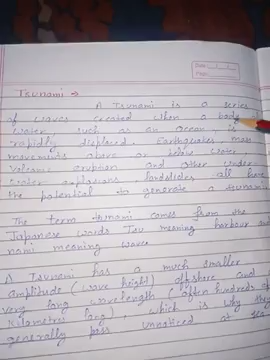 Date
Tsunami →
A Tsunami is a series
of waves created when a body
water such as an ocean, is
rapidly displaced. Earthquakes, mass
movements above or below water
volcanic eruption and other under-
water explosions landslides all have
the potential to generate a tsunami
The term tsunami comes from the
Japanese words Tsu meaning harbour and
nami meaning wave
A Tsunami has a much smaller
amplitude (wave height) offshore and
very long wavelength (often hundreds of
Kilometres long), which is why they
generally pass unnoticed at sea